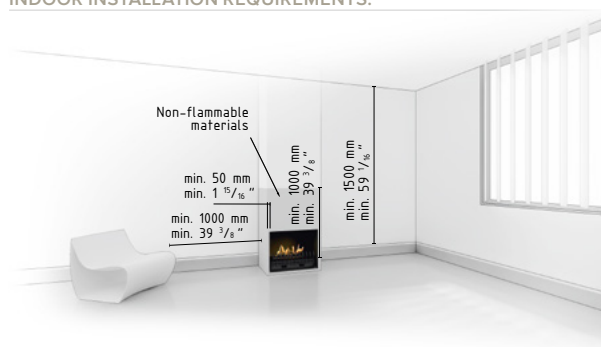 INDOOR INSTALLATION REQUIREMENTS:
Non-flammable
materials
min. 50 mm
min. 1 15/16 "
min. 1000 mm
min. 39 3/8 "
min. 1000 mm
min. 39 3/8 "
min. 1500 mm
min. 59 1/16 "